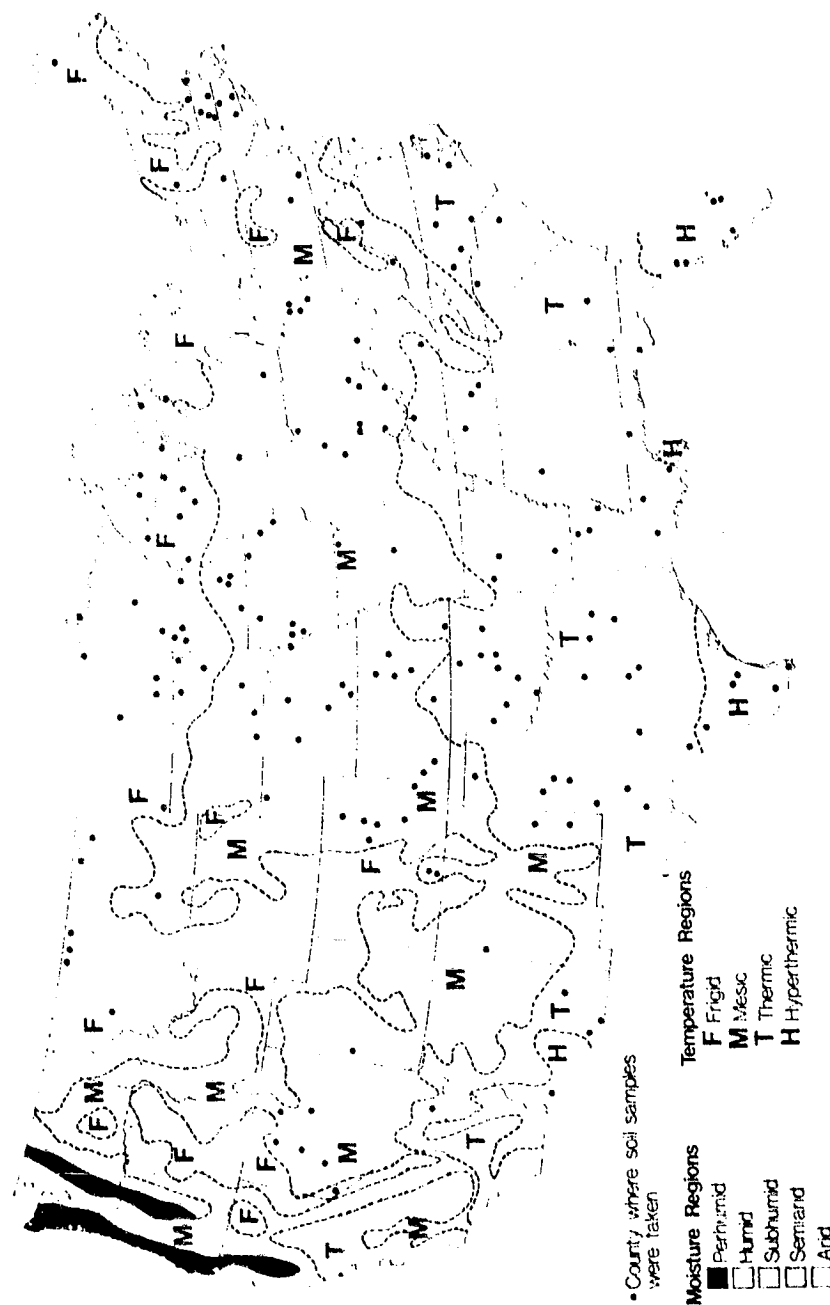 F
F
F
F
M
F
T
H
T
H
F
M
T
H
F
F
M
F
M
M
T
F
F
M
M
F
M
F
M
F
M
H
T
M
F
M
F
T
M
T
• County where soil samples
were taken
Moisture Regions
Perhumid
Humid
Subhumid
Semiarid
Arid
Temperature Regions
F Frigid
M Mesic
T Thermic
H Hyperthermic